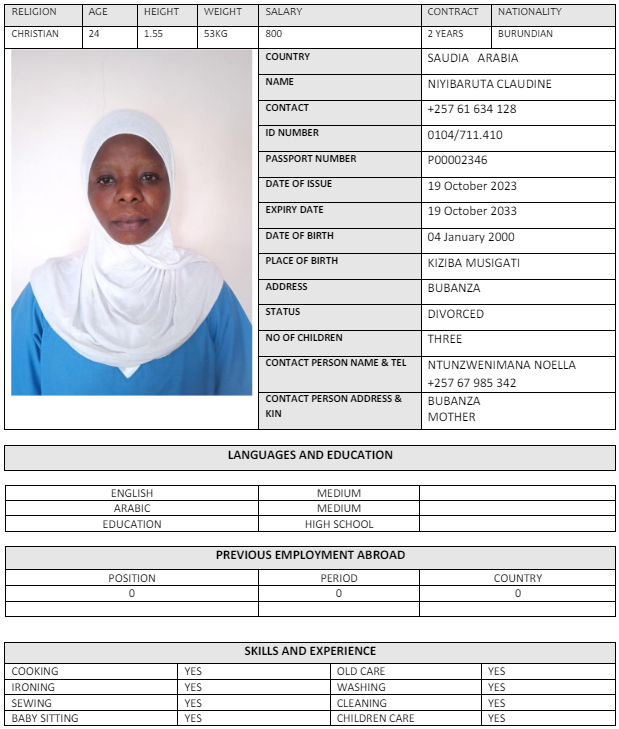 RELIGION AGE HEIGHT WEIGHT SALARY CONTRACT NATIONALITY
CHRISTIAN 24 1.55 53KG 800 2 YEARS BURUNDIAN
COUNTRY SAUDIA ARABIA
NAME NIYIBARUTA CLAUDINE
CONTACT +257 61 634 128
ID NUMBER 0104/711.410
PASSPORT NUMBER P00002346
DATE OF ISSUE 19 October 2023
EXPIRY DATE 19 October 2033
DATE OF BIRTH 04 January 2000
PLACE OF BIRTH KIZIBA MUSIGATI
ADDRESS BUBANZA
STATUS DIVORCED
NO OF CHILDREN THREE
CONTACT PERSON NAME & TEL NTUNZWENIMANA NOELLA
+257 67 985 342
CONTACT PERSON ADDRESS & BUBANZA
KIN MOTHER
LANGUAGES AND EDUCATION
ENGLISH MEDIUM
ARABIC MEDIUM
EDUCATION HIGH SCHOOL
PREVIOUS EMPLOYMENT ABROAD
POSITION PERIOD COUNTRY
0 0 0
SKILLS AND EXPERIENCE
COOKING YES OLD CARE YES
IRONING YES WASHING YES
SEWING YES CLEANING YES
BABY SITTING YES CHILDREN CARE YES